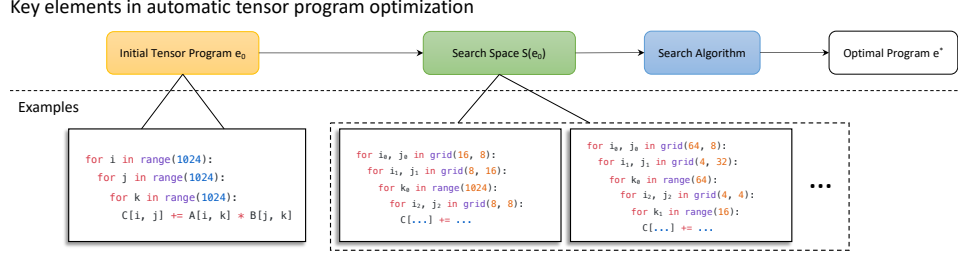 Key elements in automatic tensor program optimization
Initial Tensor Program e₀
Search Space S(e₀)
Search Algorithm
Optimal Program e*
Examples
for i in range(1024):
for j in range(1024):
for k in range(1024):
C[i, j] += A[i, k] * B[j, k]
for i₀, j₀ in grid(16, 8):
for i₁, j₁ in grid(8, 16):
for k₀ in range(1024):
for i₂, j₂ in grid(8, 8):
C[...] += ...
for i₀, j₀ in grid(64, 8):
for i₁, j₁ in grid(4, 32):
for k₀ in range(64):
for i₂, j₂ in grid(4, 4):
for k₁ in range(16):
C[...] += ...
...